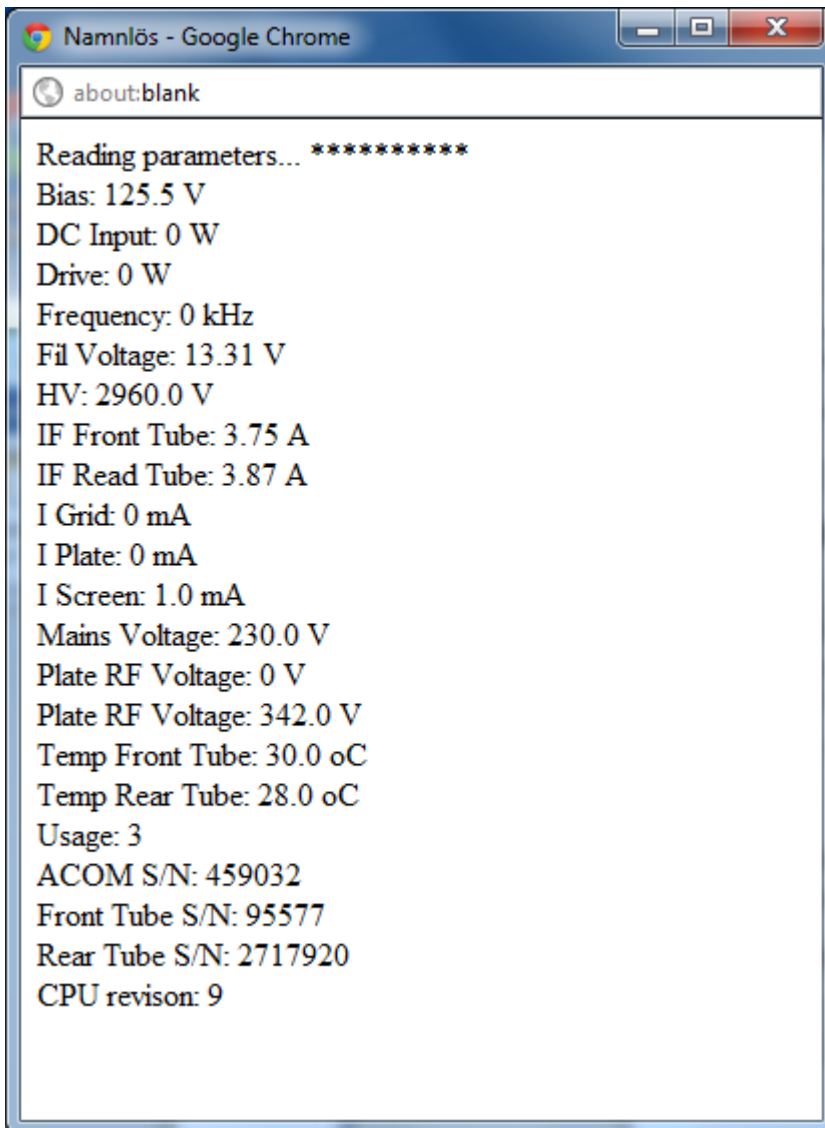 Namnlös - Google Chrome
about:blank
Reading parameters... **********
Bias: 125.5 V
DC Input: 0 W
Drive: 0 W
Frequency: 0 kHz
Fil Voltage: 13.31 V
HV: 2960.0 V
IF Front Tube: 3.75 A
IF Read Tube: 3.87 A
I Grid: 0 mA
I Plate: 0 mA
I Screen: 1.0 mA
Mains Voltage: 230.0 V
Plate RF Voltage: 0 V
Plate RF Voltage: 342.0 V
Temp Front Tube: 30.0 oC
Temp Rear Tube: 28.0 oC
Usage: 3
ACOM S/N: 459032
Front Tube S/N: 95577
Rear Tube S/N: 2717920
CPU revison: 9